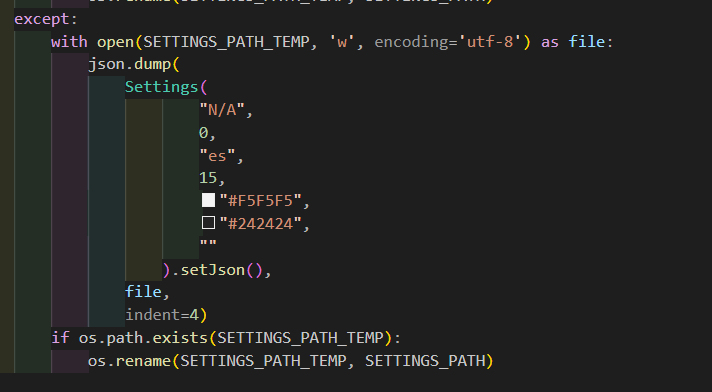 except:
    with open(SETTINGS_PATH_TEMP, 'w', encoding='utf-8') as file:
        json.dump(
            Settings(
                    "N/A",
                    0,
                    "es",
                    15,
                    "#F5F5F5",
                    "#242424",
                    ""
                ).setJson(),
            file,
            indent=4)
    if os.path.exists(SETTINGS_PATH_TEMP):
        os.rename(SETTINGS_PATH_TEMP, SETTINGS_PATH)